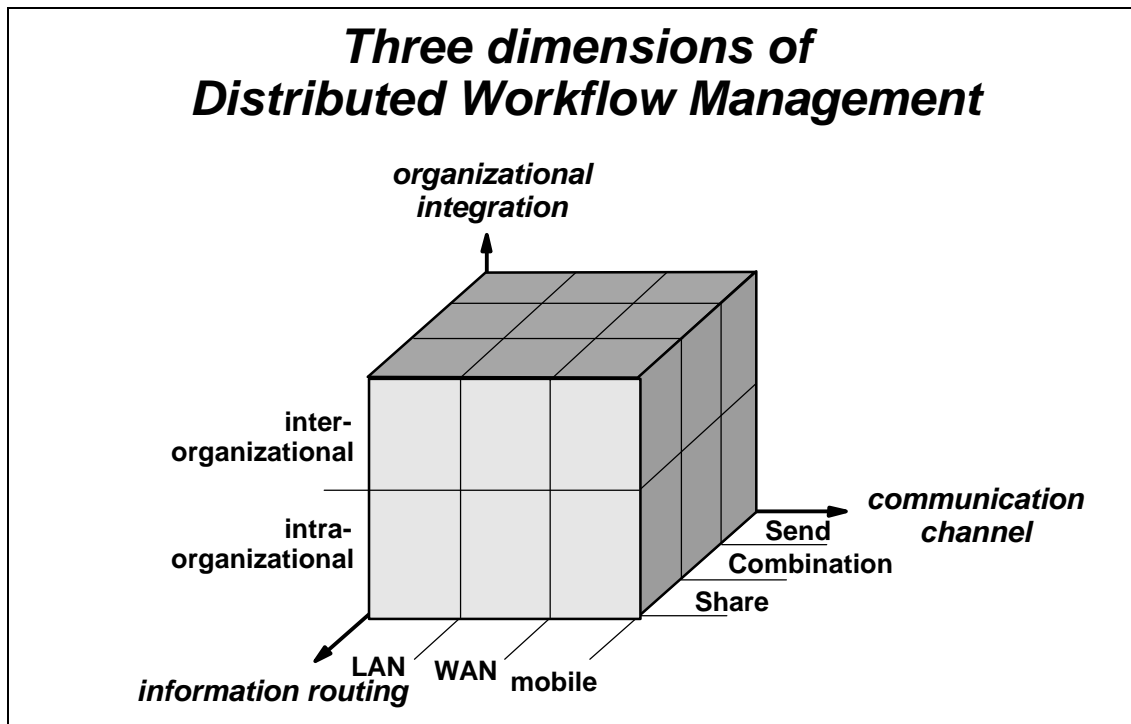 Three dimensions of
Distributed Workflow Management
organizational
integration
inter-
organizational
intra-
organizational
communication
channel
Send
Combination
Share
LAN
WAN
mobile
information routing